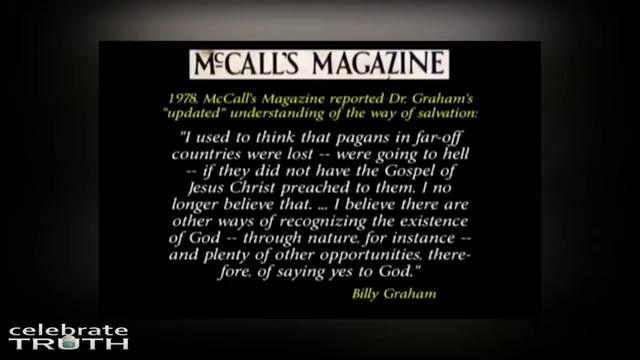 McCALL'S MAGAZINE
1978, McCall's Magazine reported Dr. Graham's
"updated" understanding of the way of salvation:
"I used to think that pagans in far-off
countries were lost -- were going to hell
-- if they did not have the Gospel of
Jesus Christ preached to them. I no
longer believe that. ... I believe there are
other ways of recognizing the existence
of God -- through nature, for instance --
and plenty of other opportunities, there-
fore, of saying yes to God."
Billy Graham
celebrate
TRUTH